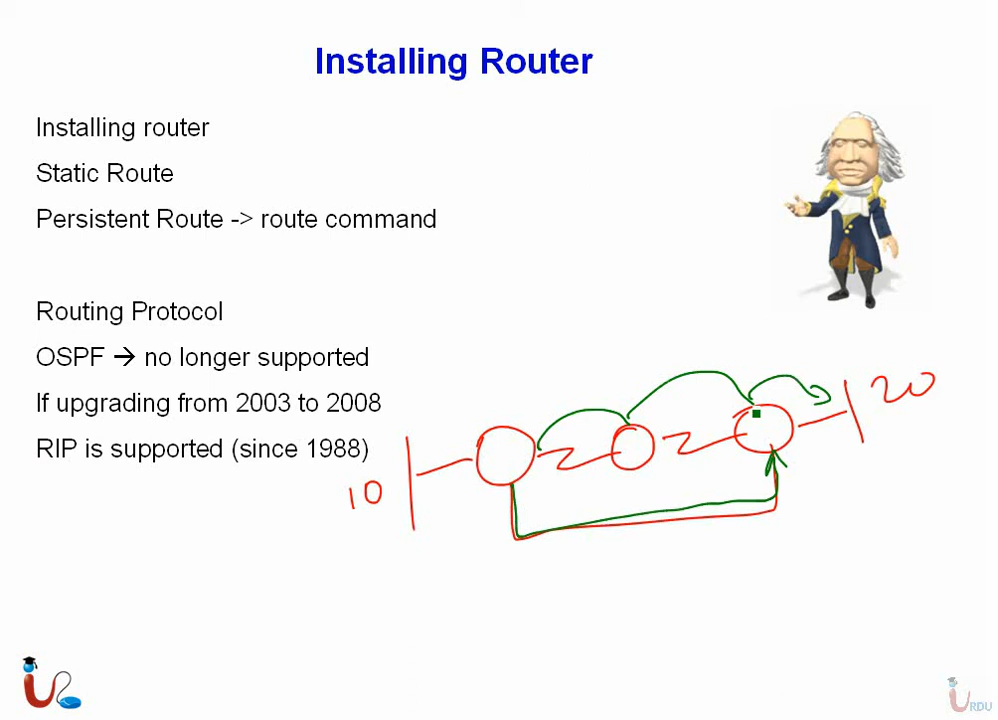 Installing Router
Installing router
Static Route
Persistent Route -> route command
Routing Protocol
OSPF → no longer supported
If upgrading from 2003 to 2008
RIP is supported (since 1988)
10
20
URDU